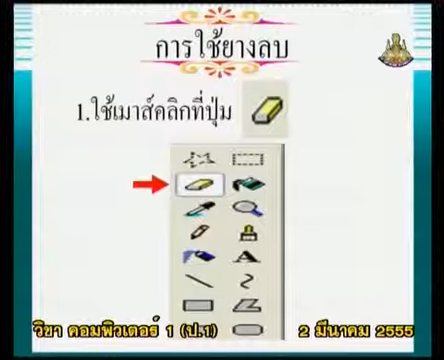 การใช้ยางลบ
1.ใช้เมาส์คลิกที่ปุ่ม
A
วิชา คอมพิวเตอร์ 1 (ป.1) 2 มีนาคม 2555